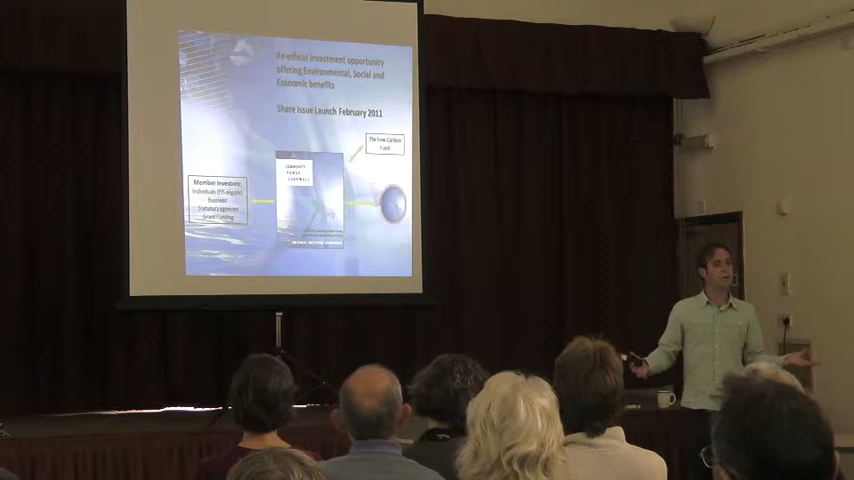 An ethical investment opportunity
offering Environmental, Social and
Economic benefits
Share Issue Launch February 2011
The Low Carbon
Fund
COMMUNITY
POWER
CORNWALL
Member Investors;
Individuals (EIS eligible)
Business
Statutory agencies
Grant Funding